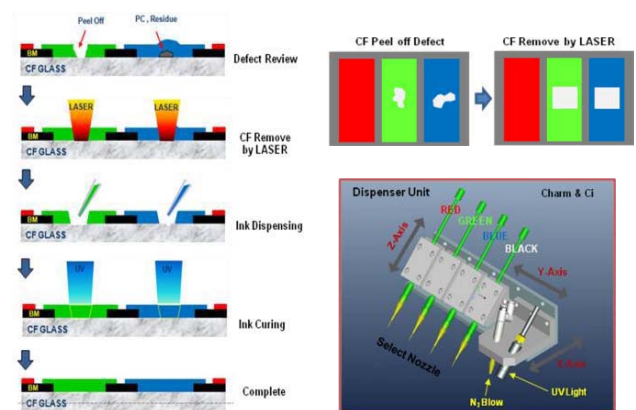 Peel Off
PC , Residue
BM
CF GLASS
Defect Review
LASER
LASER
BM
CF GLASS
CF Remove
by LASER
BM
CF GLASS
Ink Dispensing
UV
UV
BM
CF GLASS
Ink Curing
BM
CF GLASS
Complete
CF Peel off Defect
CF Remove by LASER
Dispenser Unit
Charm & Ci
RED
GREEN
BLUE
BLACK
Z-Axis
Y-Axis
X-Axis
Select Nozzle
N₂ Blow
UV Light